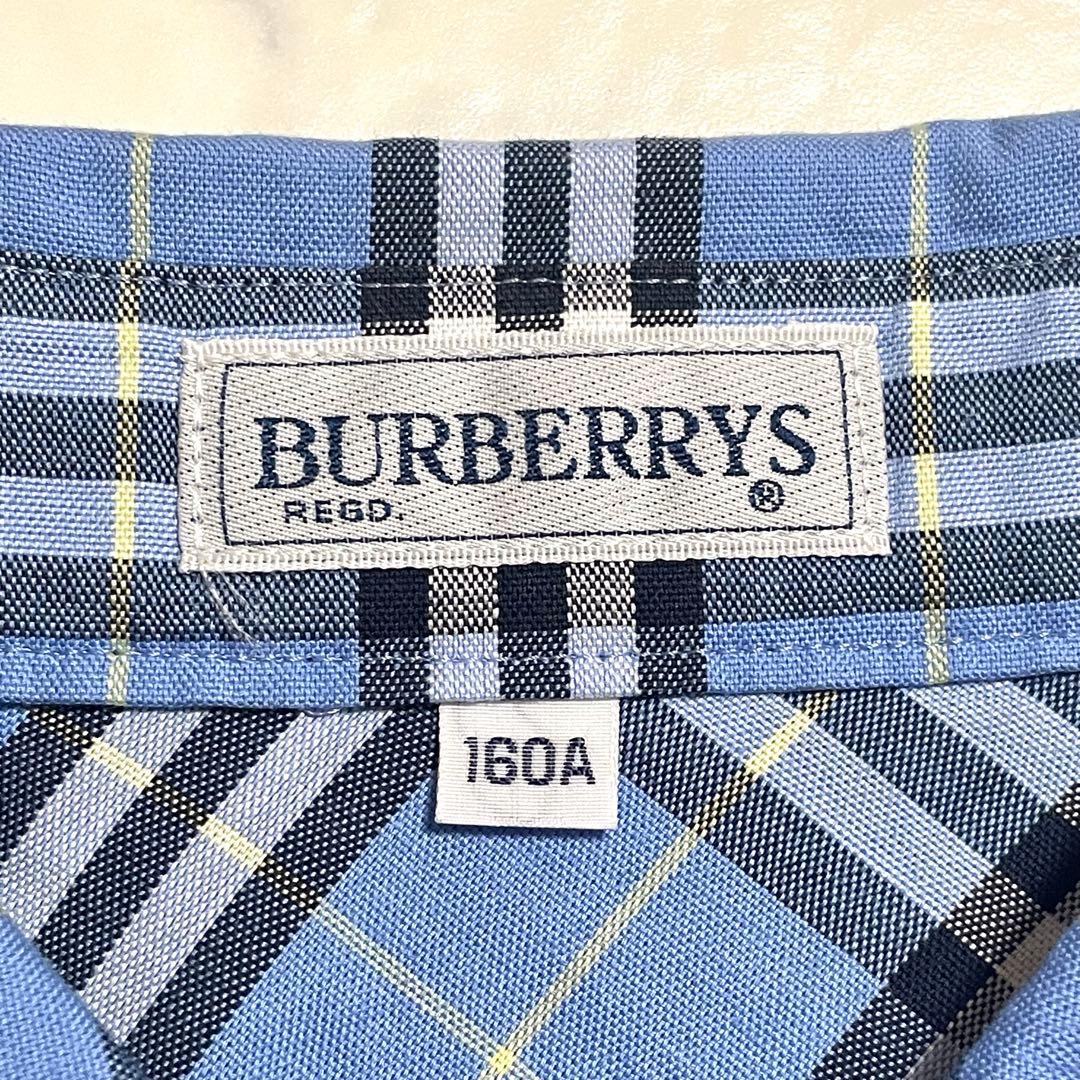 BURBERRYS
REGD. ®
160A